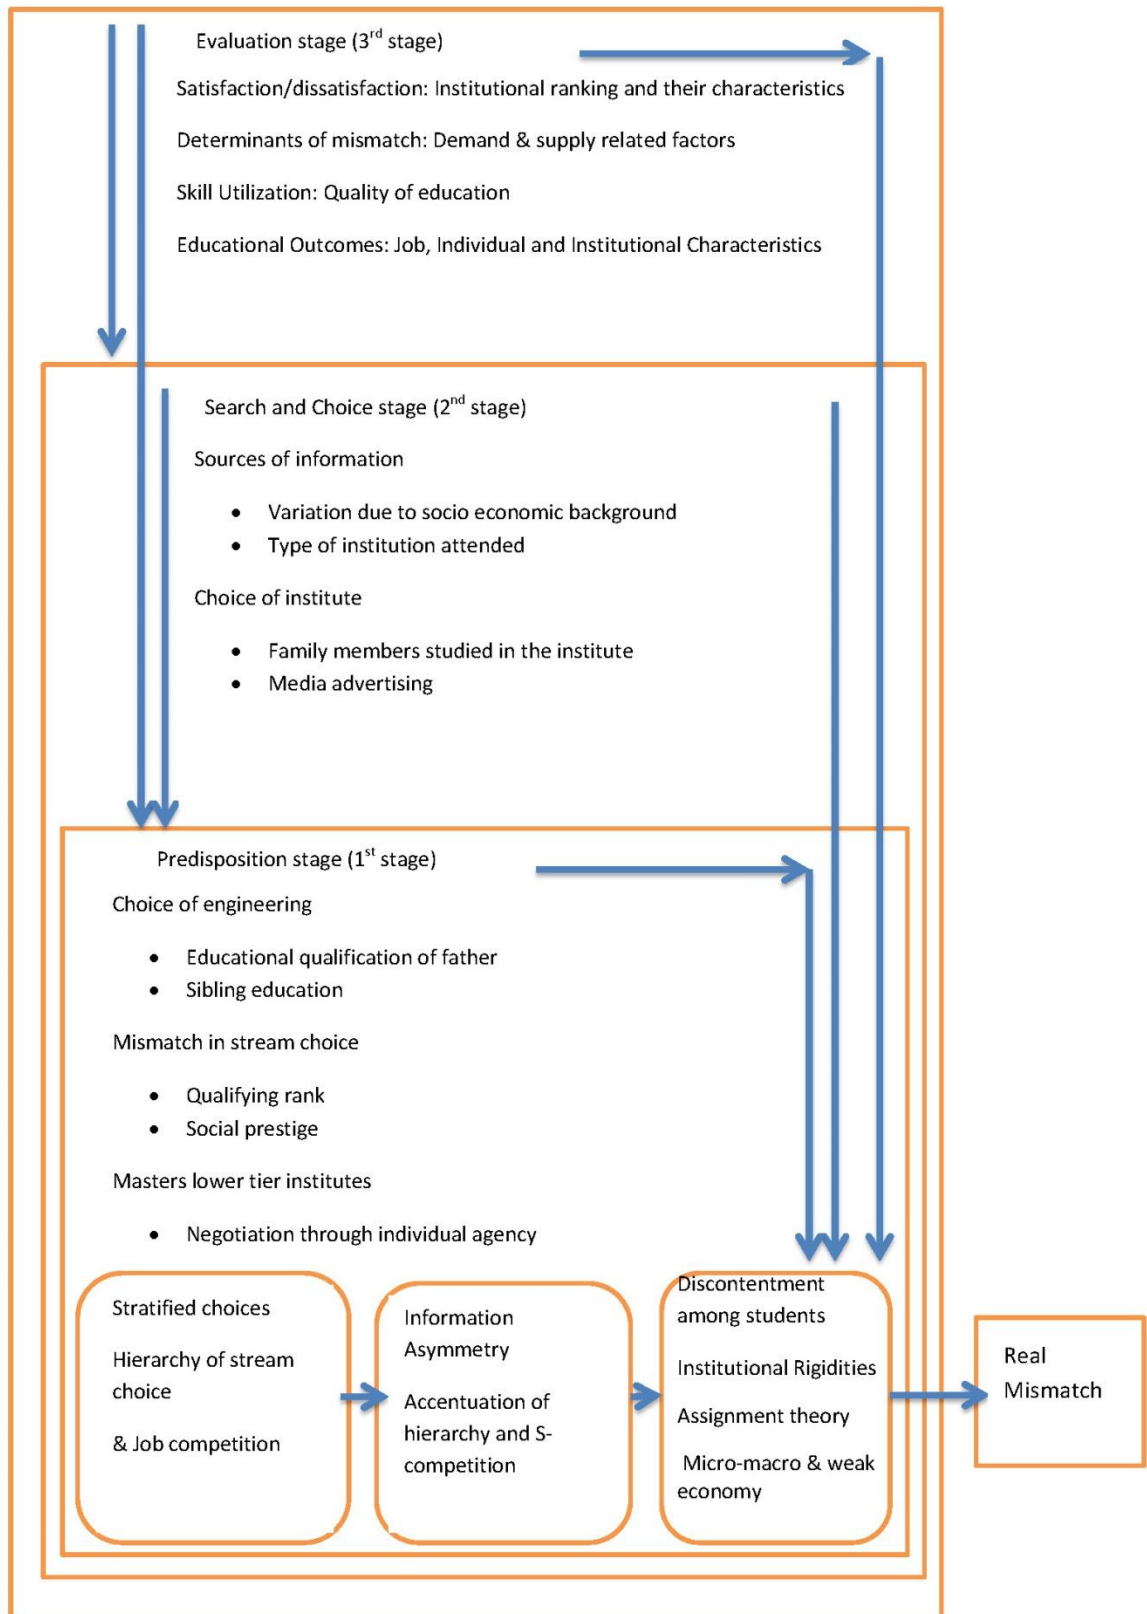 Evaluation stage (3rd stage)
Satisfaction/dissatisfaction: Institutional ranking and their characteristics
Determinants of mismatch: Demand & supply related factors
Skill Utilization: Quality of education
Educational Outcomes: Job, Individual and Institutional Characteristics
Search and Choice stage (2nd stage)
Sources of information
• Variation due to socio economic background
• Type of institution attended
Choice of institute
• Family members studied in the institute
• Media advertising
Predisposition stage (1st stage)
Choice of engineering
• Educational qualification of father
• Sibling education
Mismatch in stream choice
• Qualifying rank
• Social prestige
Masters lower tier institutes
• Negotiation through individual agency
Stratified choices
Hierarchy of stream
choice
& Job competition
Information
Asymmetry
Accentuation of
hierarchy and S-
competition
Discontentment
among students
Institutional Rigidities
Assignment theory
Micro-macro & weak
economy
Real
Mismatch